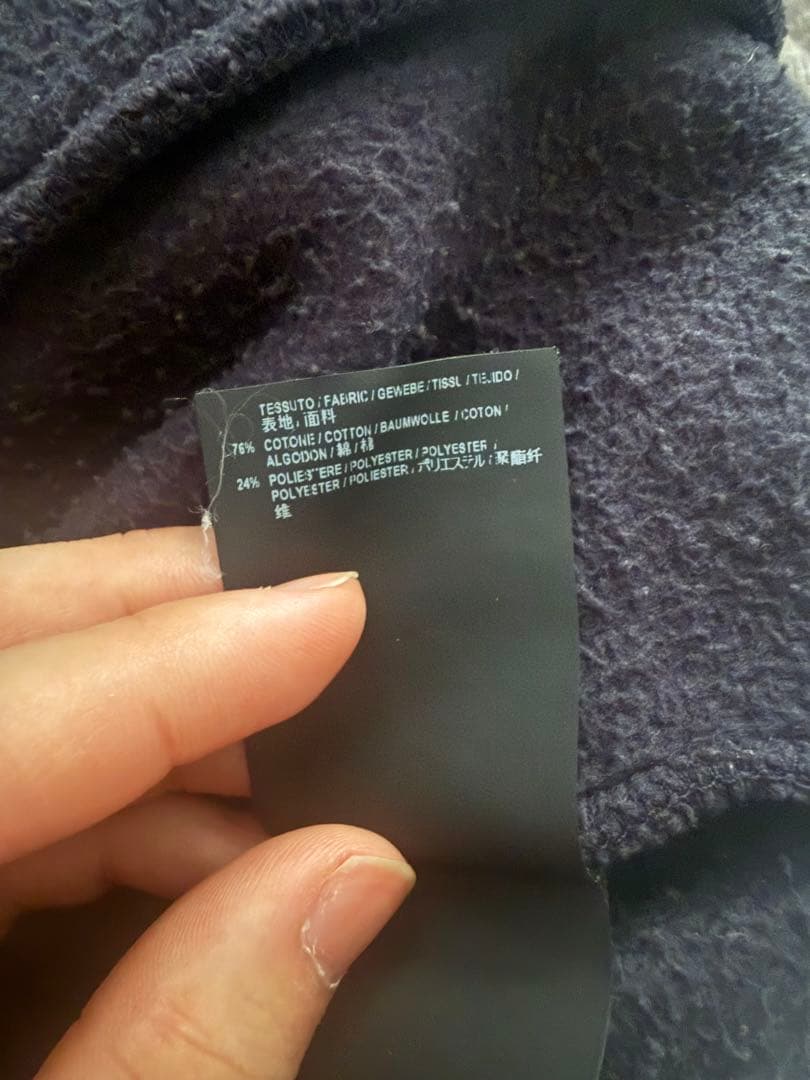 TESSUTO / FABRIC / GEWEBE / TISSU / TEJIDO /
表地 / 面料
76% COTONE / COTTON / BAUMWOLLE / COTON /
ALGODON / 綿 / 棉
24% POLIESTERE / POLYESTER / POLYESTER /
POLYESTER / POLIESTER / ポリエステル / 聚酯纤
维